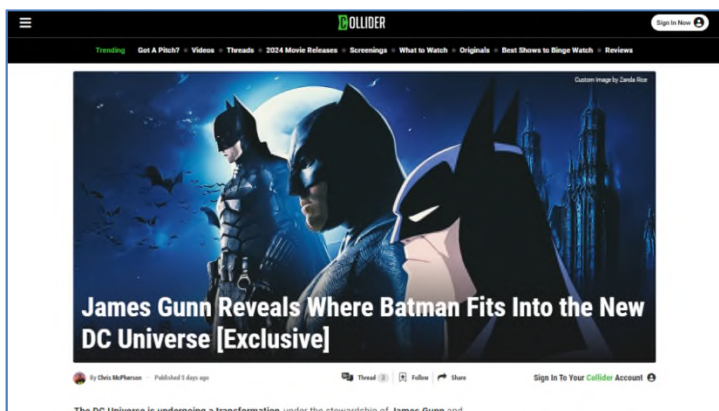 COLLIDER
Sign In Now
Trending Got A Pitch? Videos Threads 2024 Movie Releases Screenings What to Watch Originals Best Shows to Binge Watch Reviews
Custom Image by Zanda Rice
James Gunn Reveals Where Batman Fits Into the New
DC Universe [Exclusive]
By Chris McPherson Published 5 days ago Thread 3 Follow Share Sign In To Your Collider Account
The DC Universe is undergoing a transformation under the stewardship of James Gunn and